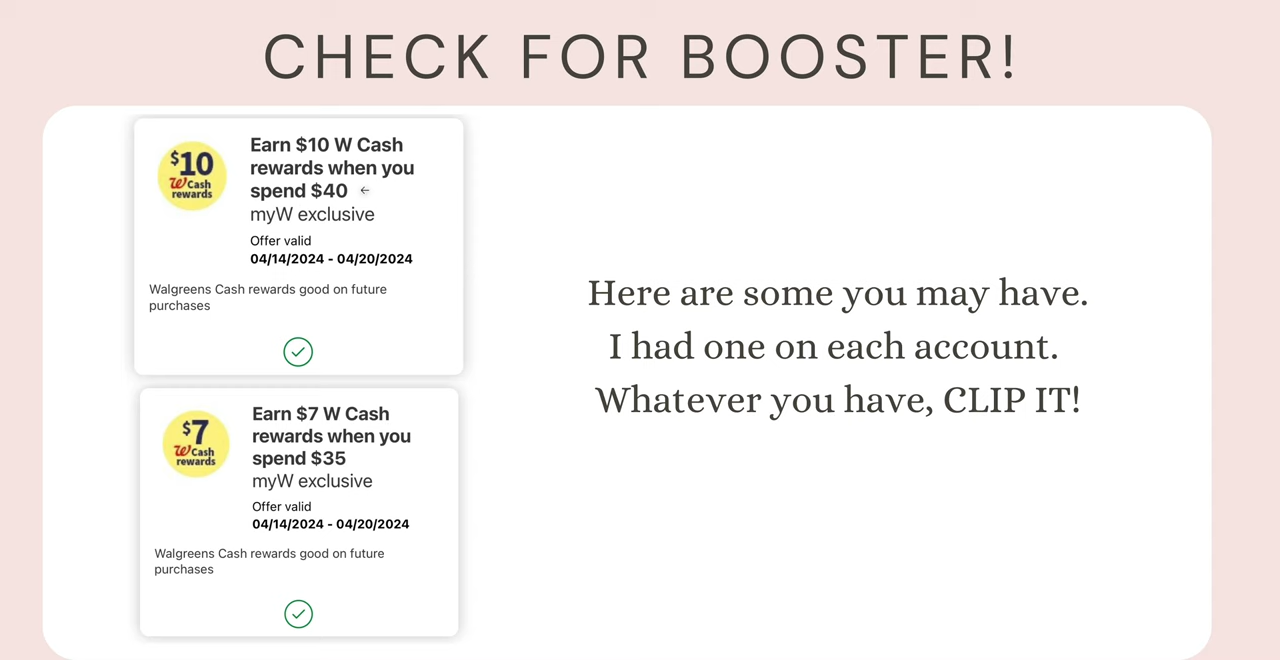 CHECK FOR BOOSTER!
$10
W Cash
rewards
Earn $10 W Cash
rewards when you
spend $40 ←
myW exclusive
Offer valid
04/14/2024 - 04/20/2024
Walgreens Cash rewards good on future
purchases
$7
W Cash
rewards
Earn $7 W Cash
rewards when you
spend $35
myW exclusive
Offer valid
04/14/2024 - 04/20/2024
Walgreens Cash rewards good on future
purchases
Here are some you may have.
I had one on each account.
Whatever you have, CLIP IT!